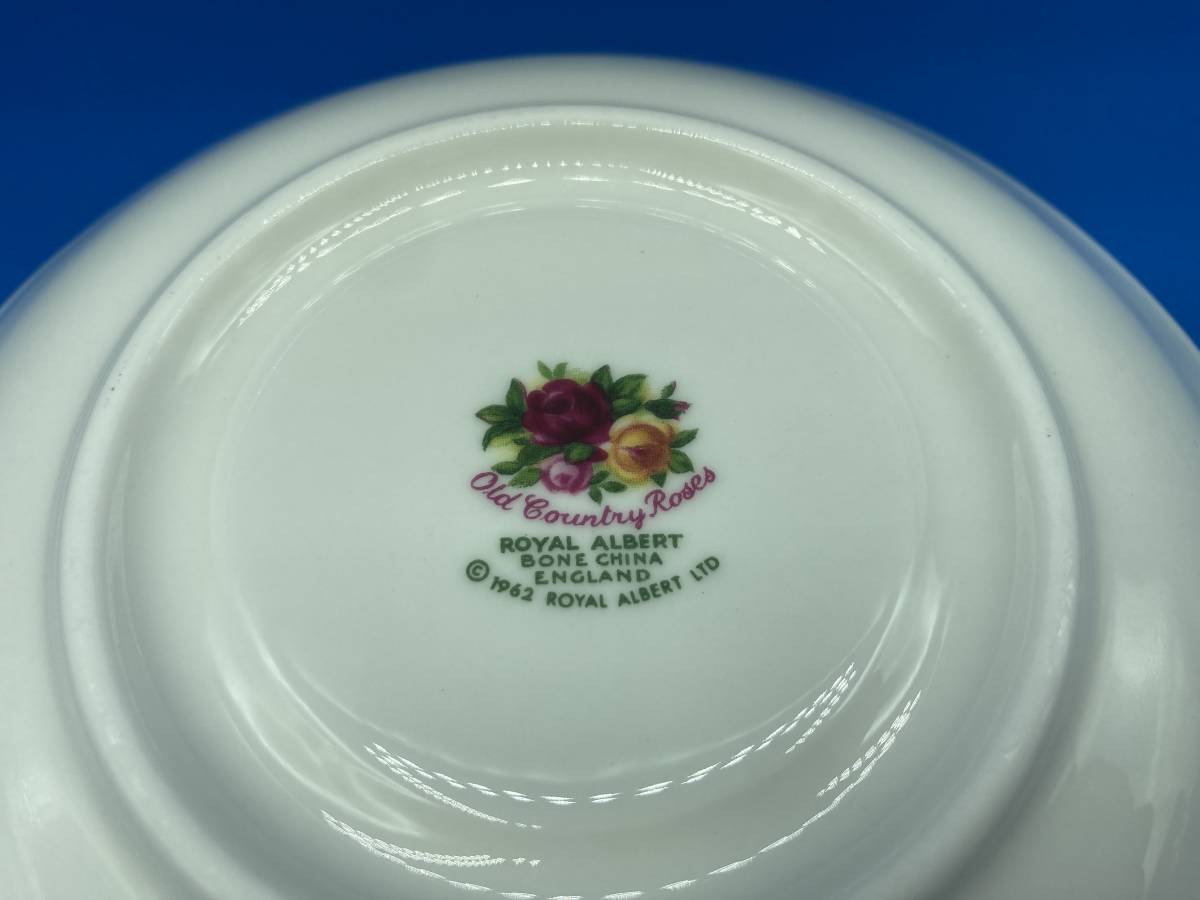 Old Country Roses
ROYAL ALBERT
BONE CHINA
ENGLAND
© 1962 ROYAL ALBERT LTD